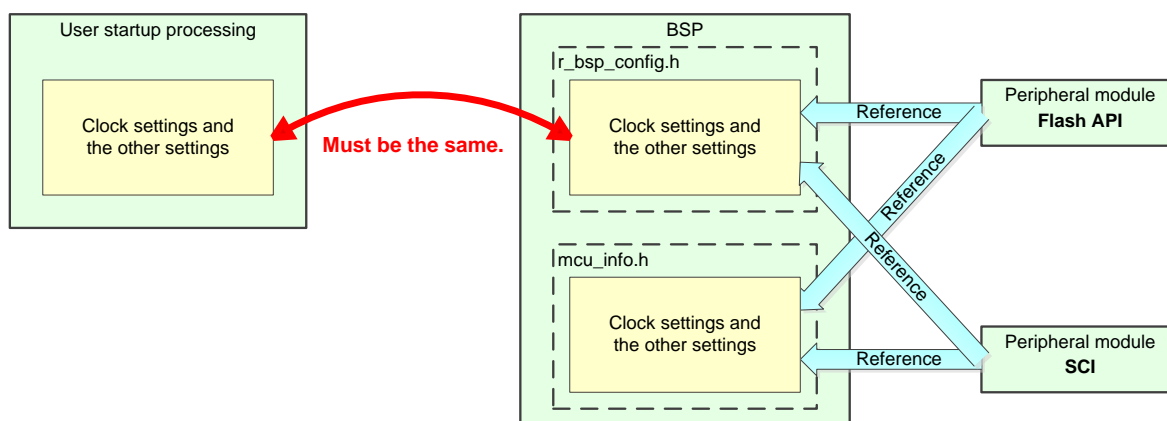 User startup processing
Clock settings and
the other settings
Must be the same.
BSP
r_bsp_config.h
Clock settings and
the other settings
mcu_info.h
Clock settings and
the other settings
Reference
Reference
Reference
Reference
Peripheral module
Flash API
Peripheral module
SCI